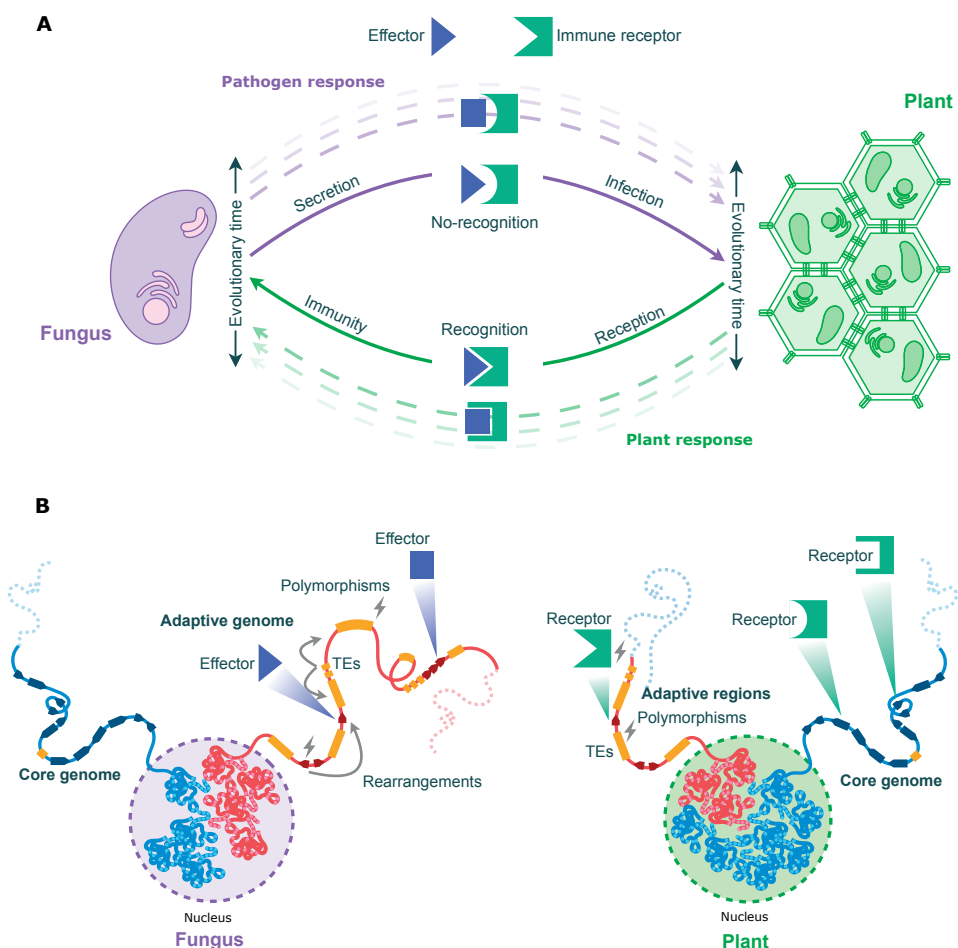 A
Effector
Immune receptor
Pathogen response
Plant
Evolutionary time
Secretion
Infection
No-recognition
Evolutionary time
Fungus
Immunity
Recognition
Reception
Plant response
B
Effector
Polymorphisms
Adaptive genome
Effector
TEs
Rearrangements
Core genome
Nucleus
Fungus
Receptor
Receptor
Receptor
Adaptive regions
Polymorphisms
TEs
Core genome
Nucleus
Plant